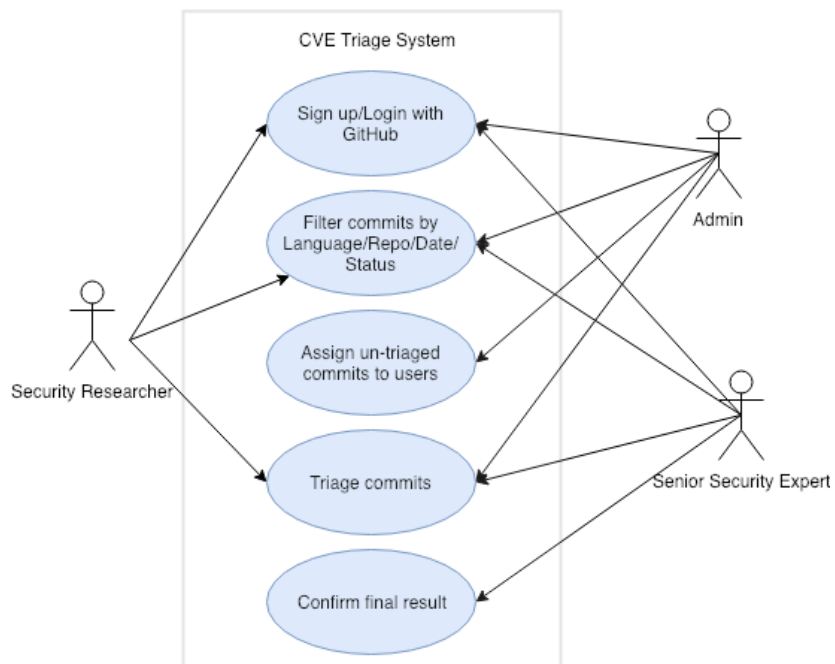 CVE Triage System
Sign up/Login with
GitHub
Admin
Filter commits by
Language/Repo/Date/
Status
Security Researcher
Assign un-triaged
commits to users
Triage commits
Senior Security Expert
Confirm final result